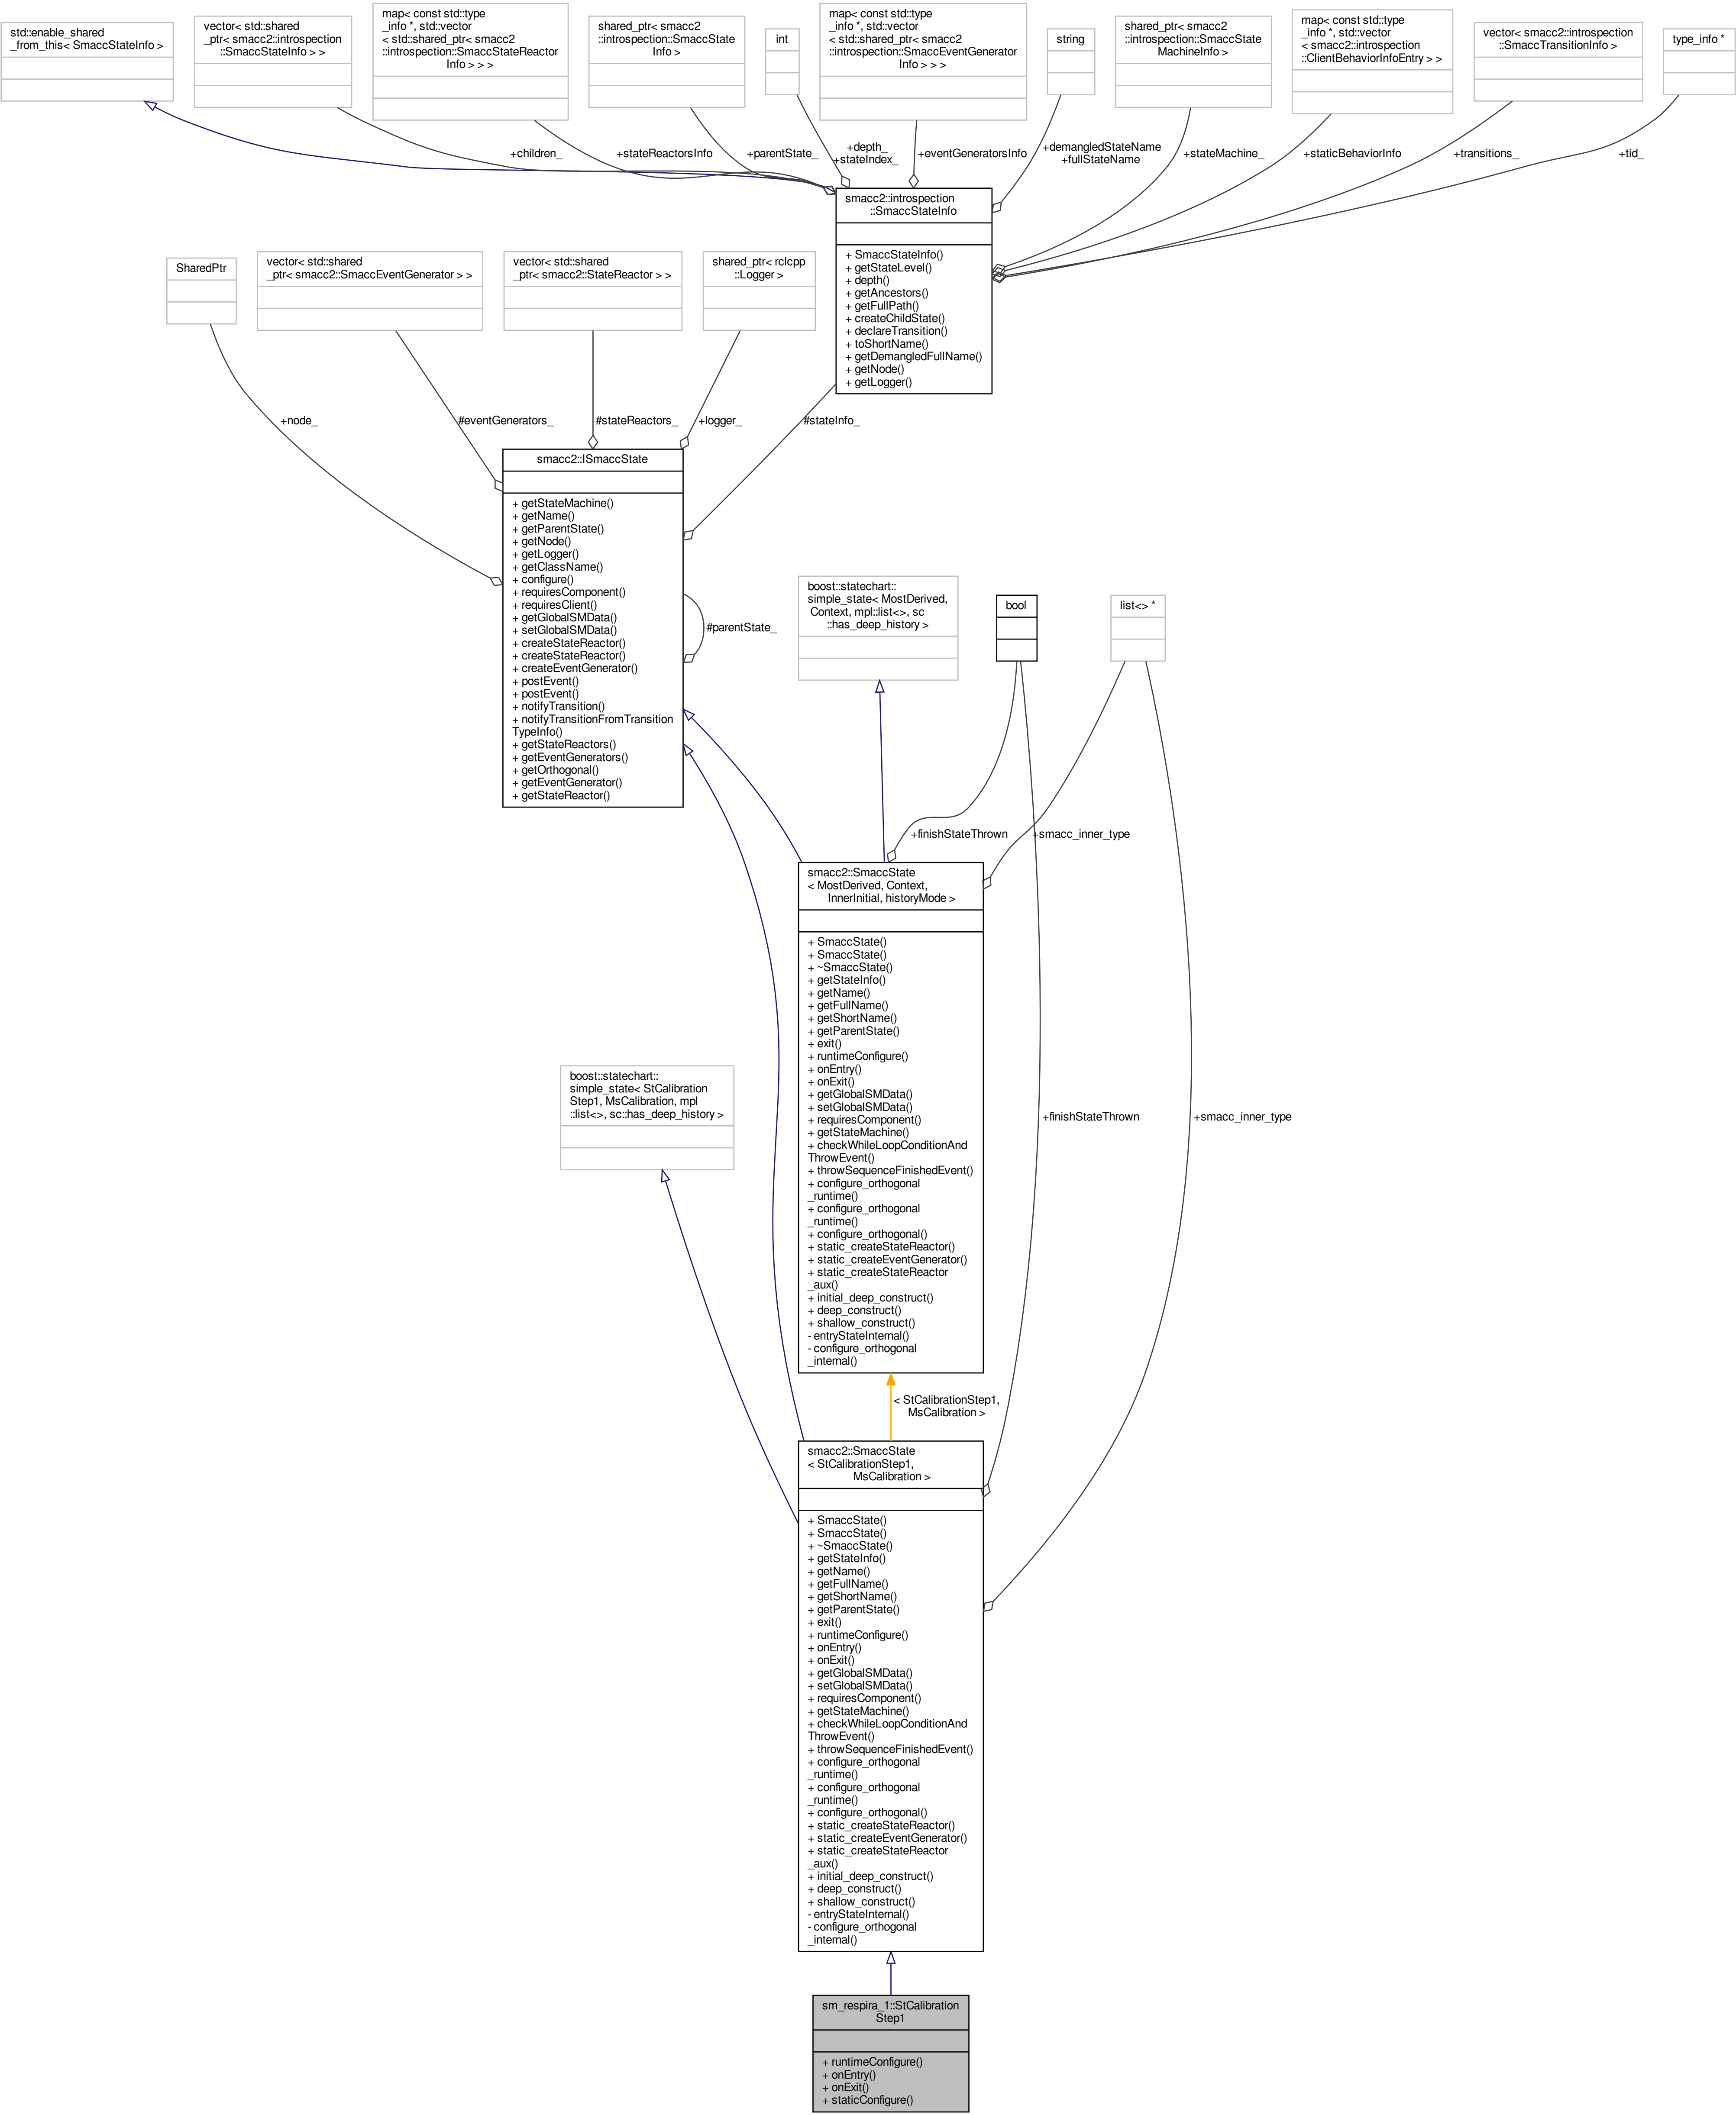 std::enable_shared
_from_this< SmaccStateInfo >
vector< std::shared
_ptr< smacc2::introspection
::SmaccStateInfo > >
map< const std::type
_info *, std::vector
< std::shared_ptr< smacc2
::introspection::SmaccStateReactor
Info > > >
shared_ptr< smacc2
::introspection::SmaccState
Info >
int
map< const std::type
_info *, std::vector
< std::shared_ptr< smacc2
::introspection::SmaccEventGenerator
Info > > >
string
shared_ptr< smacc2
::introspection::SmaccState
MachineInfo >
map< const std::type
_info *, std::vector
< smacc2::introspection
::ClientBehaviorInfoEntry > >
vector< smacc2::introspection
::SmaccTransitionInfo >
type_info *
+children_
+stateReactorsInfo
+parentState_
+depth_
+stateIndex_
+eventGeneratorsInfo
+demangledStateName
+fullStateName
+stateMachine_
+staticBehaviorInfo
+transitions_
+tid_
smacc2::introspection
::SmaccStateInfo
+ SmaccStateInfo()
+ getStateLevel()
+ depth()
+ getAncestors()
+ getFullPath()
+ createChildState()
+ declareTransition()
+ toShortName()
+ getDemangledFullName()
+ getNode()
+ getLogger()
SharedPtr
vector< std::shared
_ptr< smacc2::SmaccEventGenerator > >
vector< std::shared
_ptr< smacc2::StateReactor > >
shared_ptr< rclcpp
::Logger >
+node_
#eventGenerators_
#stateReactors_
+logger_
#stateInfo_
smacc2::ISmaccState
+ getStateMachine()
+ getName()
+ getParentState()
+ getNode()
+ getLogger()
+ getClassName()
+ configure()
+ requiresComponent()
+ requiresClient()
+ getGlobalSMData()
+ setGlobalSMData()
+ createStateReactor()
+ createStateReactor()
+ createEventGenerator()
+ postEvent()
+ postEvent()
+ notifyTransition()
+ notifyTransitionFromTransition
TypeInfo()
+ getStateReactors()
+ getEventGenerators()
+ getOrthogonal()
+ getEventGenerator()
+ getStateReactor()
#parentState_
boost::statechart::
simple_state< MostDerived,
Context, mpl::list<>, sc
::has_deep_history >
bool
list<> *
+finishStateThrown
+smacc_inner_type
smacc2::SmaccState
< MostDerived, Context,
InnerInitial, historyMode >
+ SmaccState()
+ SmaccState()
+ ~SmaccState()
+ getStateInfo()
+ getName()
+ getFullName()
+ getShortName()
+ getParentState()
+ exit()
+ runtimeConfigure()
+ onEntry()
+ onExit()
+ getGlobalSMData()
+ setGlobalSMData()
+ requiresComponent()
+ getStateMachine()
+ checkWhileLoopConditionAnd
ThrowEvent()
+ throwSequenceFinishedEvent()
+ configure_orthogonal
_runtime()
+ configure_orthogonal
_runtime()
+ configure_orthogonal()
+ static_createStateReactor()
+ static_createEventGenerator()
+ static_createStateReactor
_aux()
+ initial_deep_construct()
+ deep_construct()
+ shallow_construct()
- entryStateInternal()
- configure_orthogonal
_internal()
boost::statechart::
simple_state< StCalibration
Step1, MsCalibration, mpl
::list<>, sc::has_deep_history >
+finishStateThrown
+smacc_inner_type
< StCalibrationStep1,
MsCalibration >
smacc2::SmaccState
< StCalibrationStep1,
MsCalibration >
+ SmaccState()
+ SmaccState()
+ ~SmaccState()
+ getStateInfo()
+ getName()
+ getFullName()
+ getShortName()
+ getParentState()
+ exit()
+ runtimeConfigure()
+ onEntry()
+ onExit()
+ getGlobalSMData()
+ setGlobalSMData()
+ requiresComponent()
+ getStateMachine()
+ checkWhileLoopConditionAnd
ThrowEvent()
+ throwSequenceFinishedEvent()
+ configure_orthogonal
_runtime()
+ configure_orthogonal
_runtime()
+ configure_orthogonal()
+ static_createStateReactor()
+ static_createEventGenerator()
+ static_createStateReactor
_aux()
+ initial_deep_construct()
+ deep_construct()
+ shallow_construct()
- entryStateInternal()
- configure_orthogonal
_internal()
sm_respira_1::StCalibration
Step1
+ runtimeConfigure()
+ onEntry()
+ onExit()
+ staticConfigure()